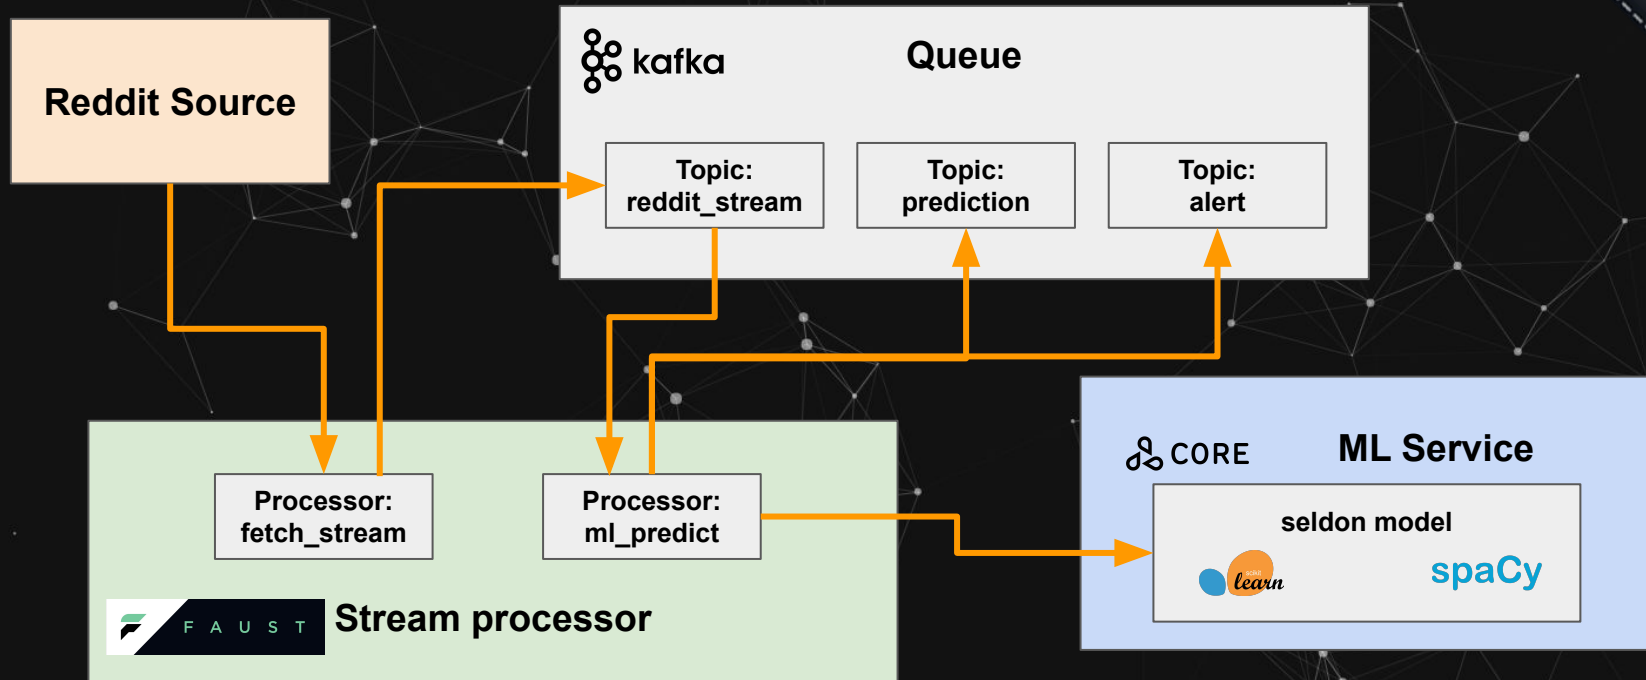 Reddit Source
kafka
Queue
Topic:
reddit_stream
Topic:
prediction
Topic:
alert
Processor:
fetch_stream
Processor:
ml_predict
FAUST
Stream processor
CORE
ML Service
seldon model
scikit
learn
spaCy